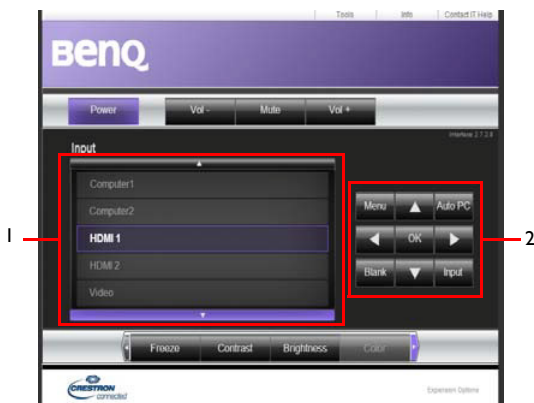 Tools Info Contact IT Help
BenQ
Power Vol - Mute Vol +
Interface 2.7.2.8
Input
Computer1
Computer2
HDMI 1
HDMI 2
Video
Menu Auto PC
OK
Blank Input
1
2
Freeze Contrast Brightness Color
CRESTRON
connected
Expansion Options